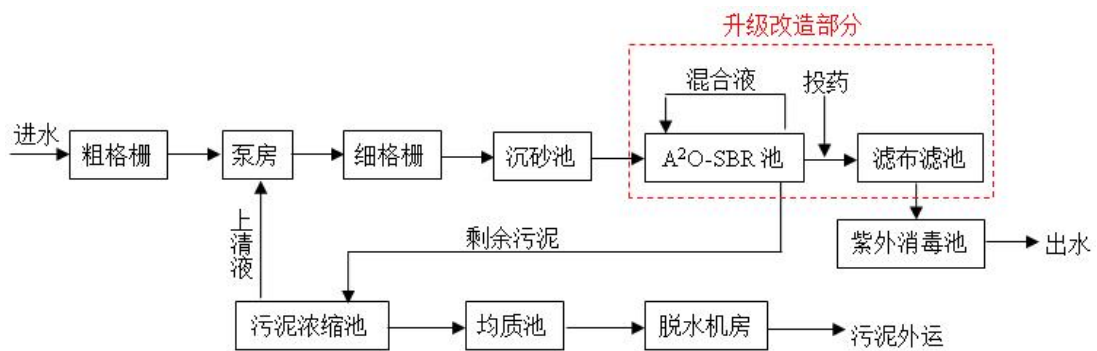 升级改造部分
混合液
投药
进水
粗格栅
泵房
细格栅
沉砂池
A²O-SBR 池
滤布滤池
上清液
剩余污泥
紫外消毒池
出水
污泥浓缩池
均质池
脱水机房
污泥外运